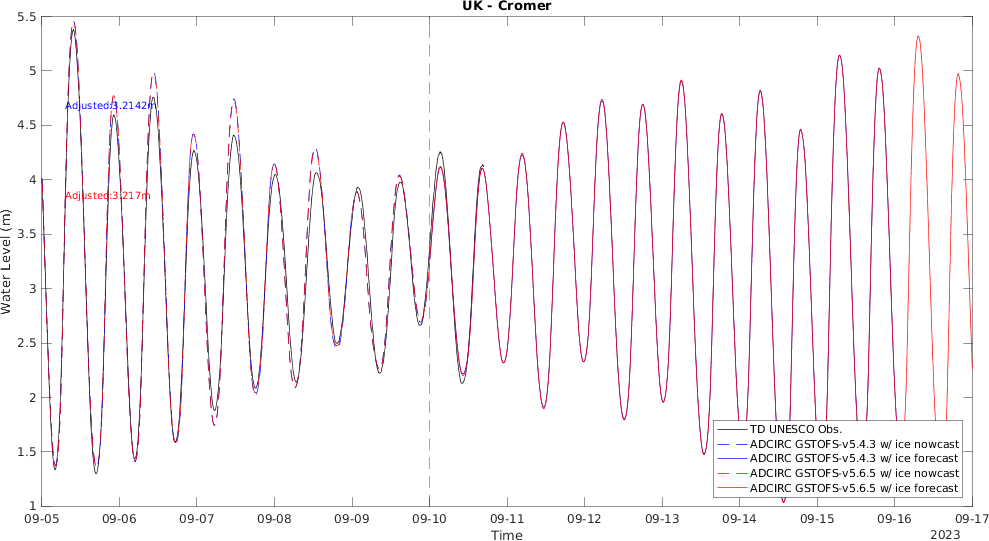 UK - Cromer
5.5
5
4.5
4
3.5
3
2.5
2
1.5
1
Water Level (m)
Adjusted:3.2142m
Adjusted:3.217m
TD UNESCO Obs.
ADCIRC GSTOFS-v5.4.3 w/ ice nowcast
ADCIRC GSTOFS-v5.4.3 w/ ice forecast
ADCIRC GSTOFS-v5.6.5 w/ ice nowcast
ADCIRC GSTOFS-v5.6.5 w/ ice forecast
09-05 09-06 09-07 09-08 09-09 09-10 09-11 09-12 09-13 09-14 09-15 09-16 09-17
Time
2023